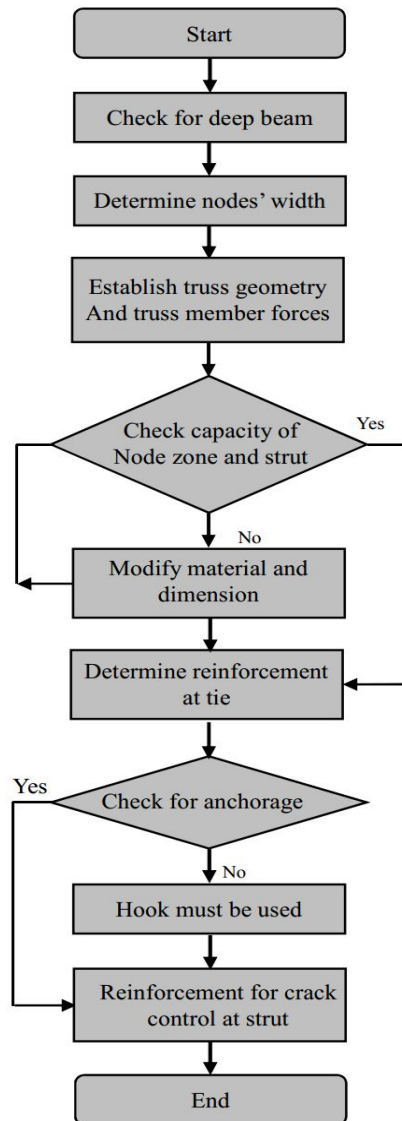 Start
Check for deep beam
Determine nodes' width
Establish truss geometry
And truss member forces
Check capacity of
Node zone and strut
Yes
No
Modify material and
dimension
Determine reinforcement
at tie
Yes
Check for anchorage
No
Hook must be used
Reinforcement for crack
control at strut
End